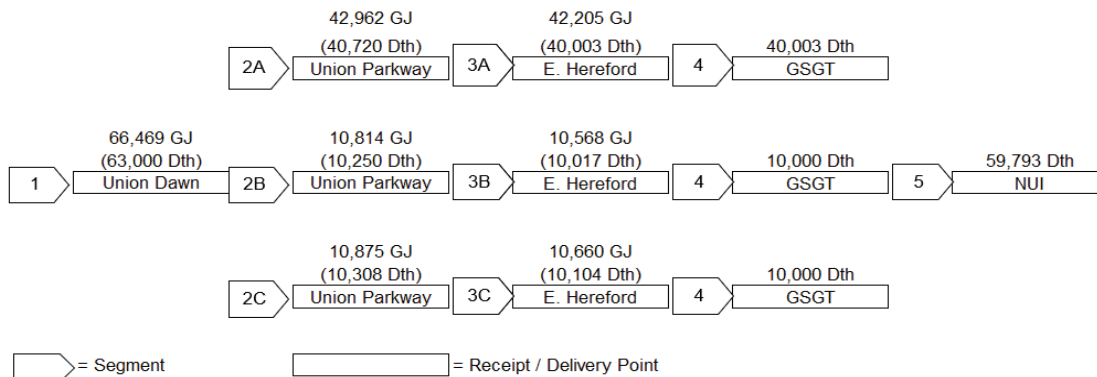 42,962 GJ 42,205 GJ
(40,720 Dth) (40,003 Dth) 40,003 Dth
2A Union Parkway 3A E. Hereford 4 GSGT
66,469 GJ 10,814 GJ 10,568 GJ
(63,000 Dth) (10,250 Dth) (10,017 Dth) 10,000 Dth 59,793 Dth
1 Union Dawn 2B Union Parkway 3B E. Hereford 4 GSGT 5 NUI
10,875 GJ 10,660 GJ
(10,308 Dth) (10,104 Dth) 10,000 Dth
2C Union Parkway 3C E. Hereford 4 GSGT
= Segment = Receipt / Delivery Point